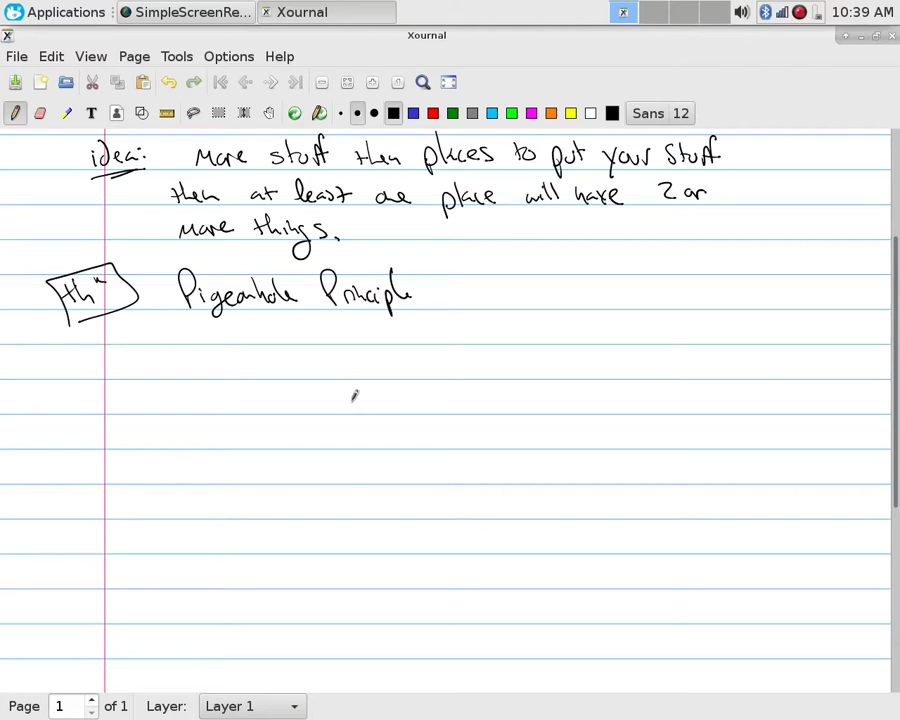 Applications SimpleScreenRe... Xournal 10:39 AM
Xournal
File Edit View Page Tools Options Help
Sans 12
idea: More stuff then places to put your stuff
then at least one place will have 2 or
more things.
th^m Pigeonhole Principle
Page 1 of 1 Layer: Layer 1